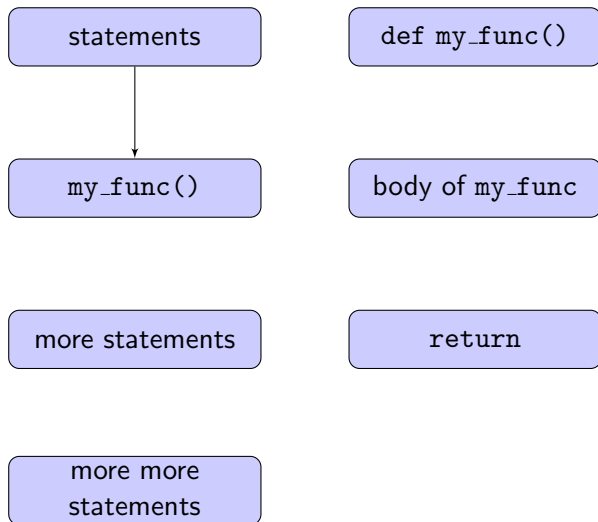 statements
def my_func()
my_func()
body of my_func
more statements
return
more more
statements